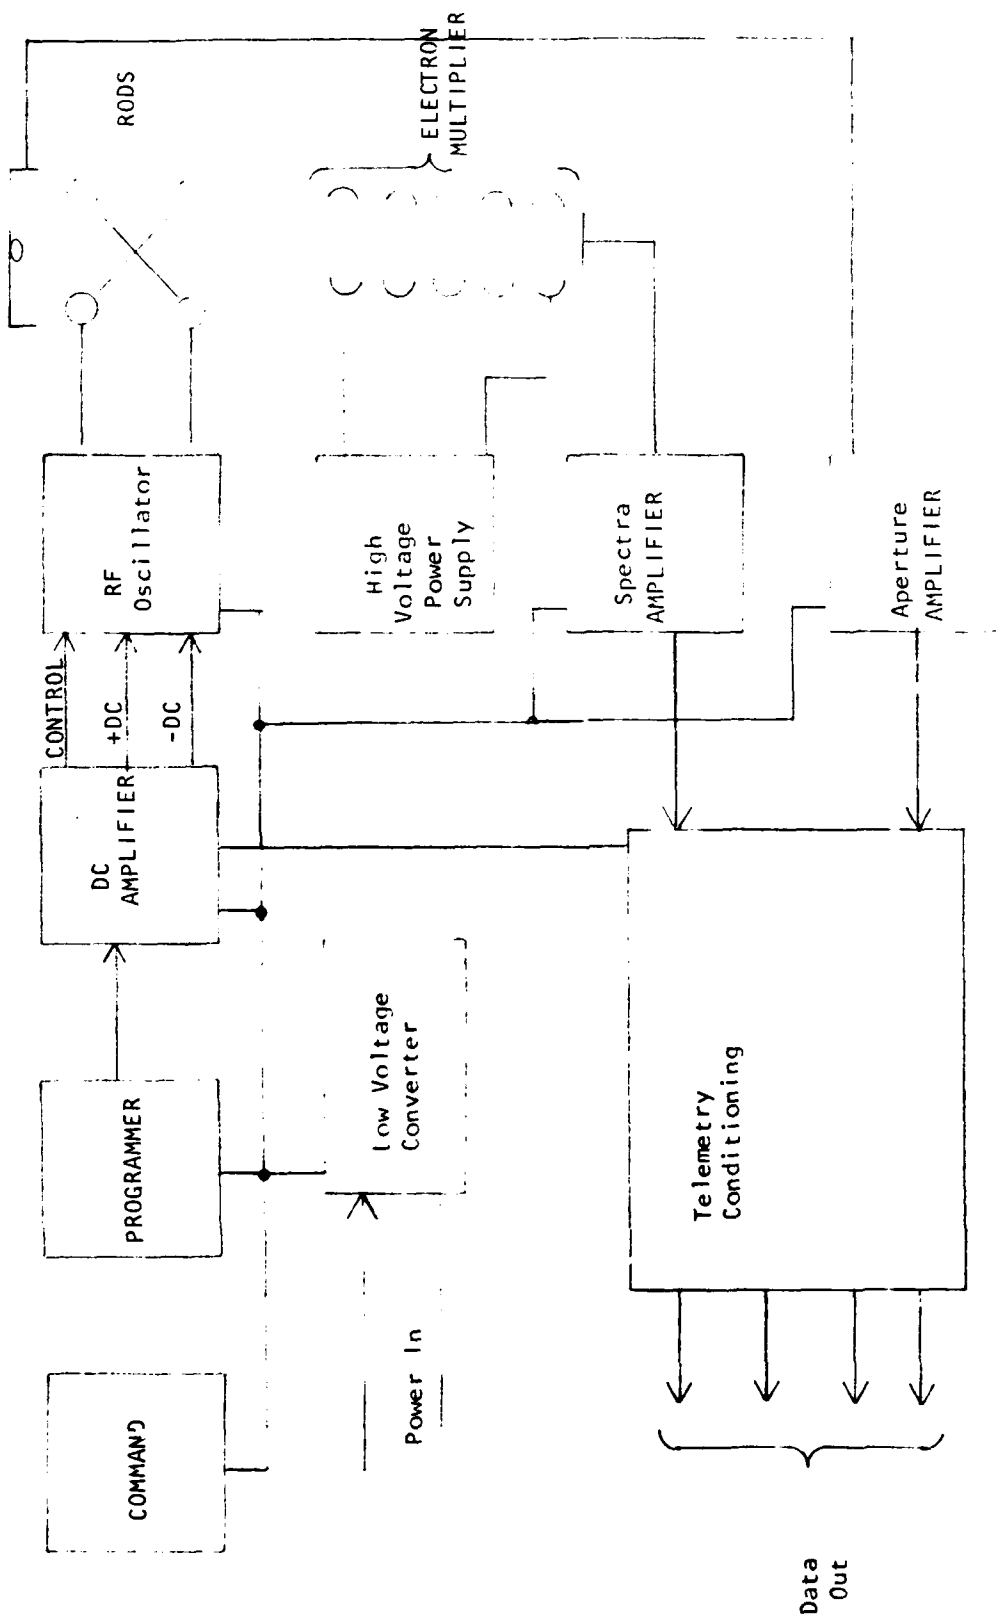 COMMAND
PROGRAMMER
DC
AMPLIFIER
CONTROL
+DC
-DC
RF
Oscillator
RODS
Power In
Low Voltage
Converter
High
Voltage
Power
Supply
ELECTRON
MULTIPLIER
Spectra
AMPLIFIER
Telemetry
Conditioning
Aperture
AMPLIFIER
Data
Out